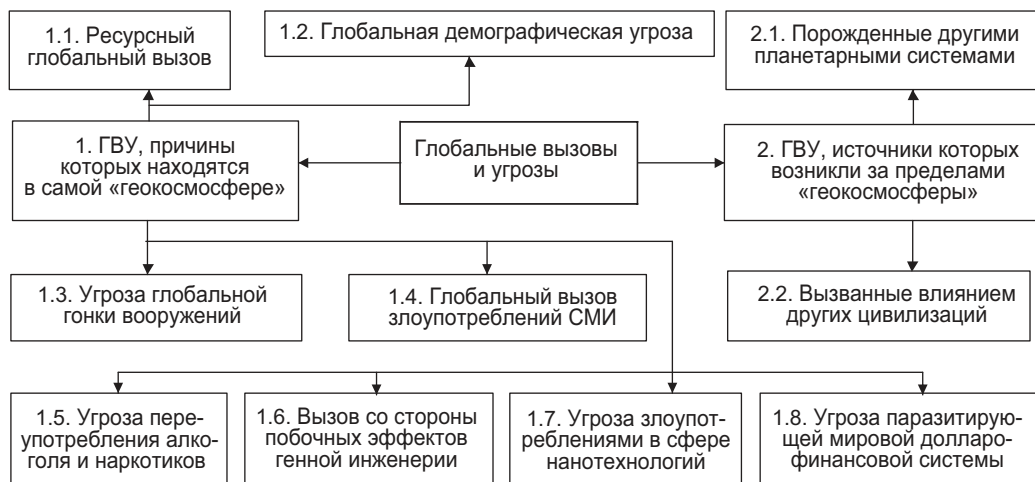 1.1. Ресурсный
глобальный вызов
1.2. Глобальная демографическая угроза
2.1. Порожденные другими
планетарными системами
1. ГВУ, причины
которых находятся
в самой «геокосмосфере»
Глобальные вызовы
и угрозы
2. ГВУ, источники которых
возникли за пределами
«геокосмосферы»
1.3. Угроза глобальной
гонки вооружений
1.4. Глобальный вызов
злоупотреблений СМИ
2.2. Вызванные влиянием
других цивилизаций
1.5. Угроза пере-
употребления алко-
голя и наркотиков
1.6. Вызов со стороны
побочных эффектов
генной инженерии
1.7. Угроза злоупот-
реблениями в сфере
нанотехнологий
1.8. Угроза паразитирую-
щей мировой долларо-
финансовой системы